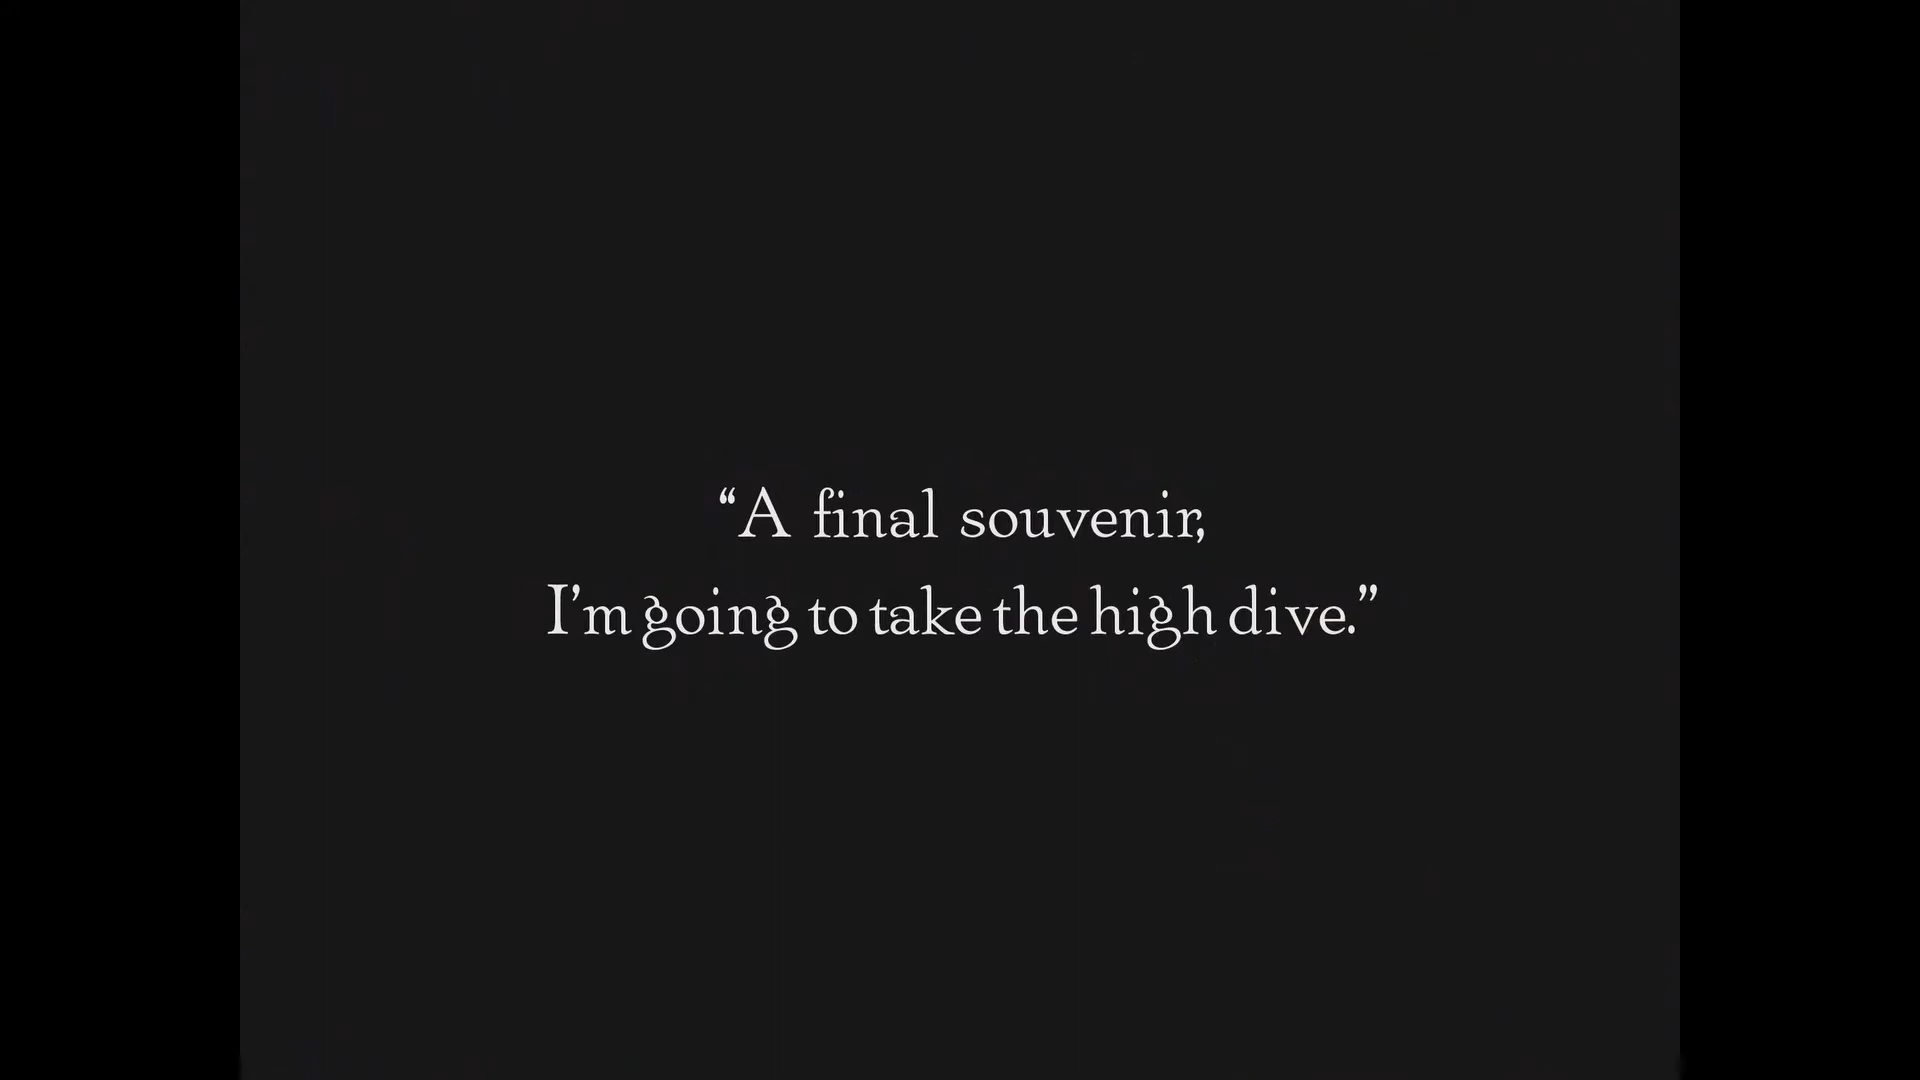 “A final souvenir,
I’m going to take the high dive.”